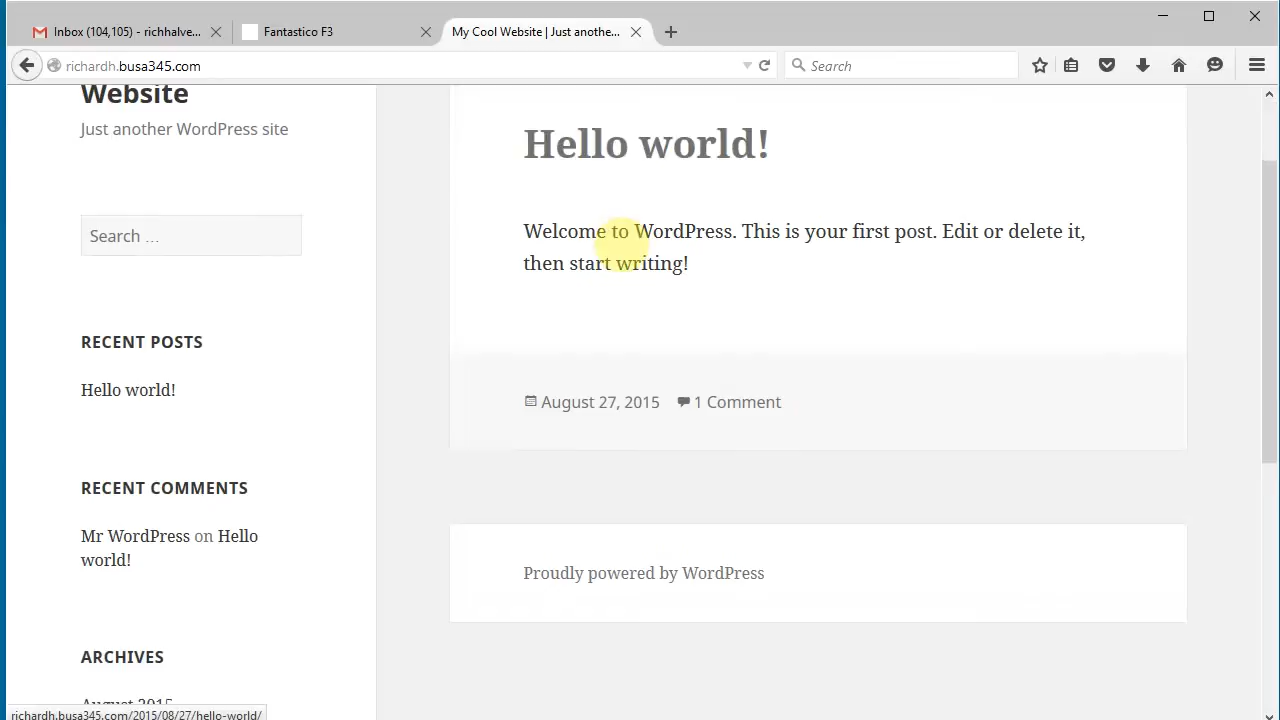 Inbox (104,105) - richhalve...
Fantastico F3
My Cool Website | Just anothe...
richardh.busa345.com
Search
Website
Just another WordPress site
Search ...
RECENT POSTS
Hello world!
RECENT COMMENTS
Mr WordPress on Hello
world!
ARCHIVES
August 2015
Hello world!
Welcome to WordPress. This is your first post. Edit or delete it,
then start writing!
August 27, 2015
1 Comment
Proudly powered by WordPress
richardh.busa345.com/2015/08/27/hello-world/